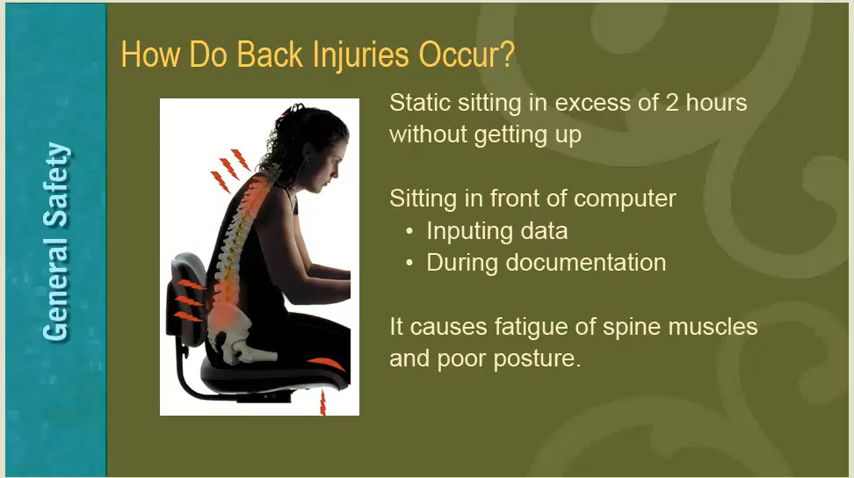 How Do Back Injuries Occur?
General Safety
Static sitting in excess of 2 hours
without getting up
Sitting in front of computer
• Inputing data
• During documentation
It causes fatigue of spine muscles
and poor posture.